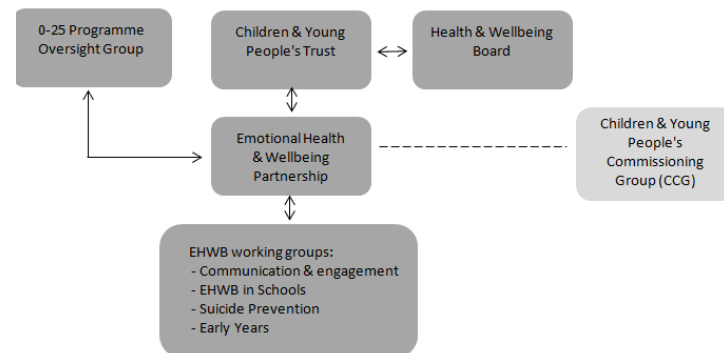 0-25 Programme
Oversight Group
Children & Young
People's Trust
Health & Wellbeing
Board
Emotional Health
& Wellbeing
Partnership
Children & Young
People's
Commissioning
Group (CCG)
EHWB working groups:
- Communication & engagement
- EHWB in Schools
- Suicide Prevention
- Early Years